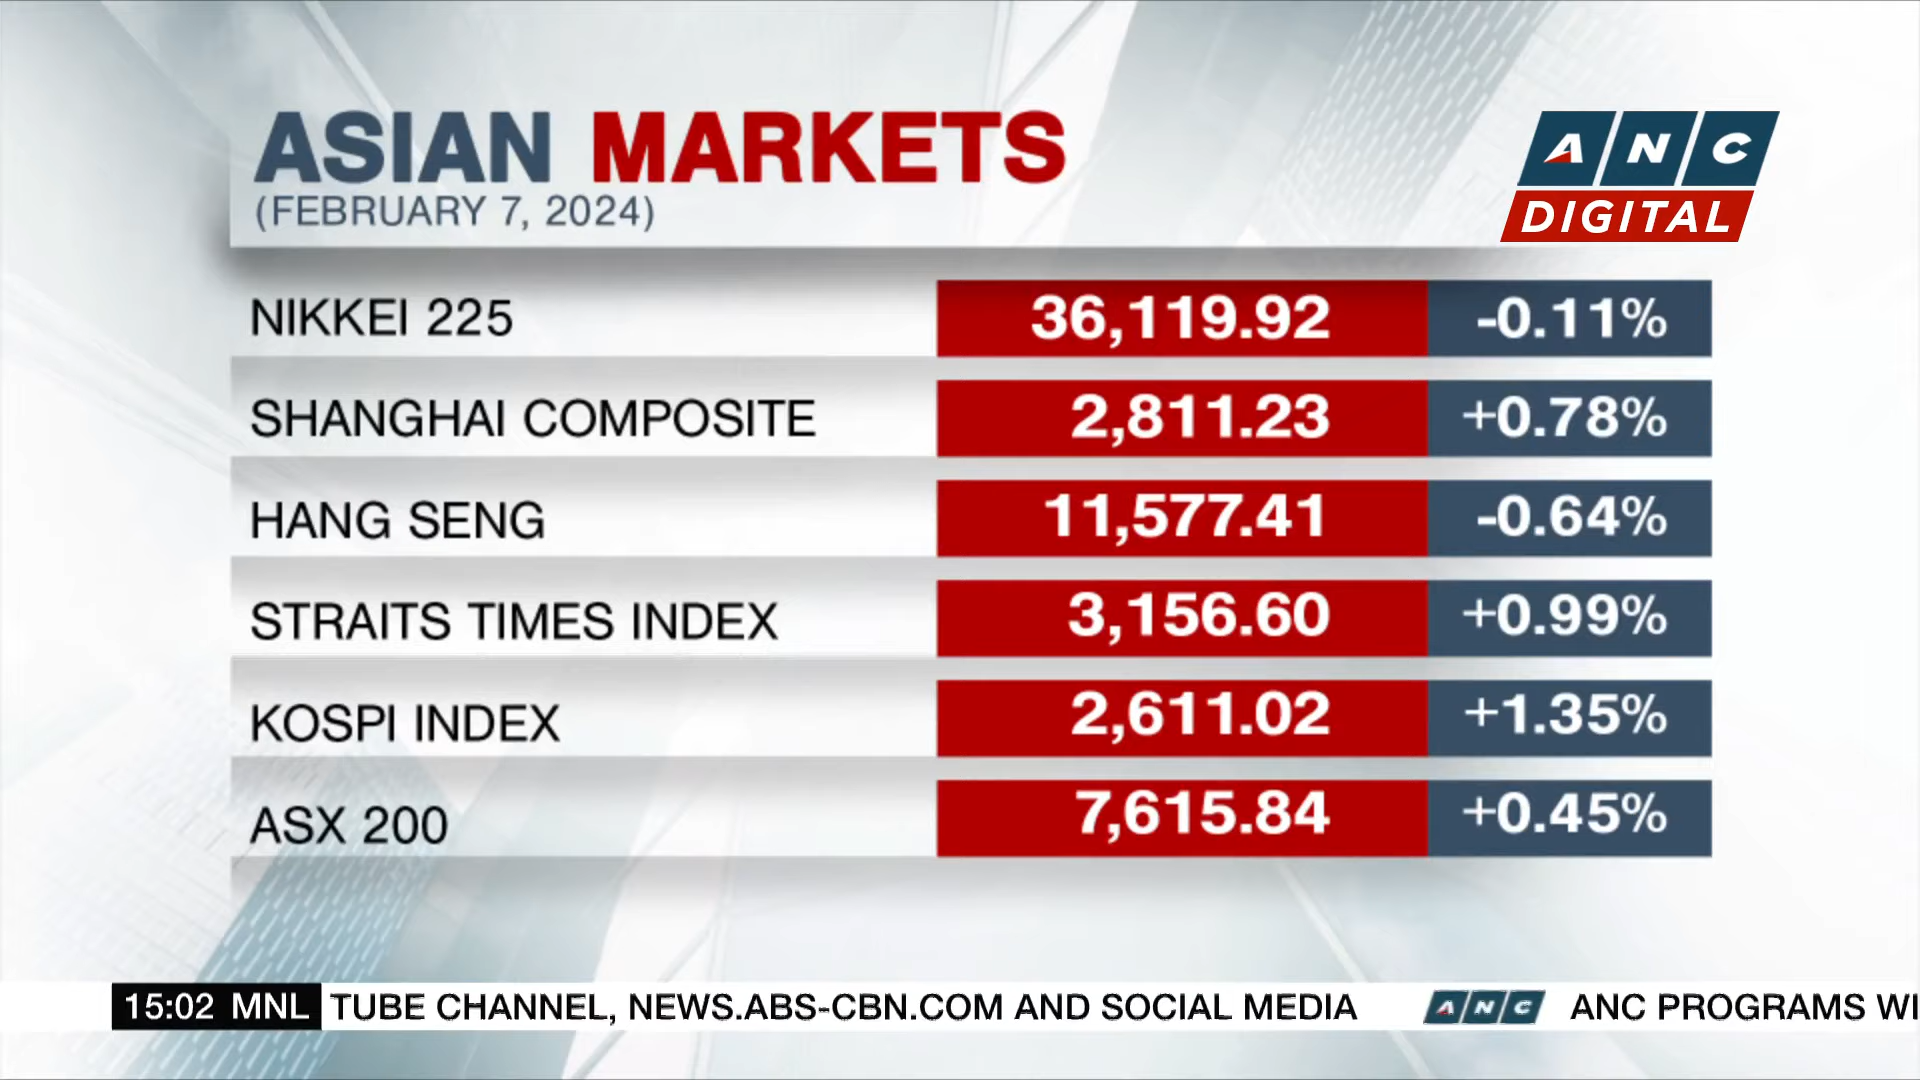 ASIAN MARKETS
(FEBRUARY 7, 2024)
ANC
DIGITAL
NIKKEI 225 36,119.92 -0.11%
SHANGHAI COMPOSITE 2,811.23 +0.78%
HANG SENG 11,577.41 -0.64%
STRAITS TIMES INDEX 3,156.60 +0.99%
KOSPI INDEX 2,611.02 +1.35%
ASX 200 7,615.84 +0.45%
15:02 MNL TUBE CHANNEL, NEWS.ABS-CBN.COM AND SOCIAL MEDIA ANC ANC PROGRAMS WI